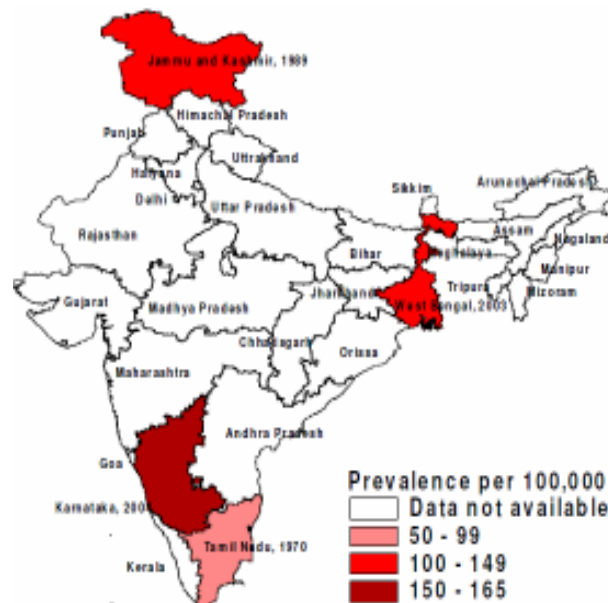 Jammu and Kashmir, 1989
Himachal Pradesh
Punjab
Uttrakhand
Haryana
Delhi
Sikkim
Arunachal Pradesh
Uttar Pradesh
Assam
Nagaland
Rajasthan
Bihar
Meghalaya
Manipur
Gujarat
Madhya Pradesh
Jharkhand
Tripura
Mizoram
West Bengal, 2003
Chhatisgarh
Orissa
Maharashtra
Andhra Pradesh
Goa
Karnataka,
Tamil Nadu, 1970
Kerala
Prevalence per 100,000
Data not available
50 - 99
100 - 149
150 - 165